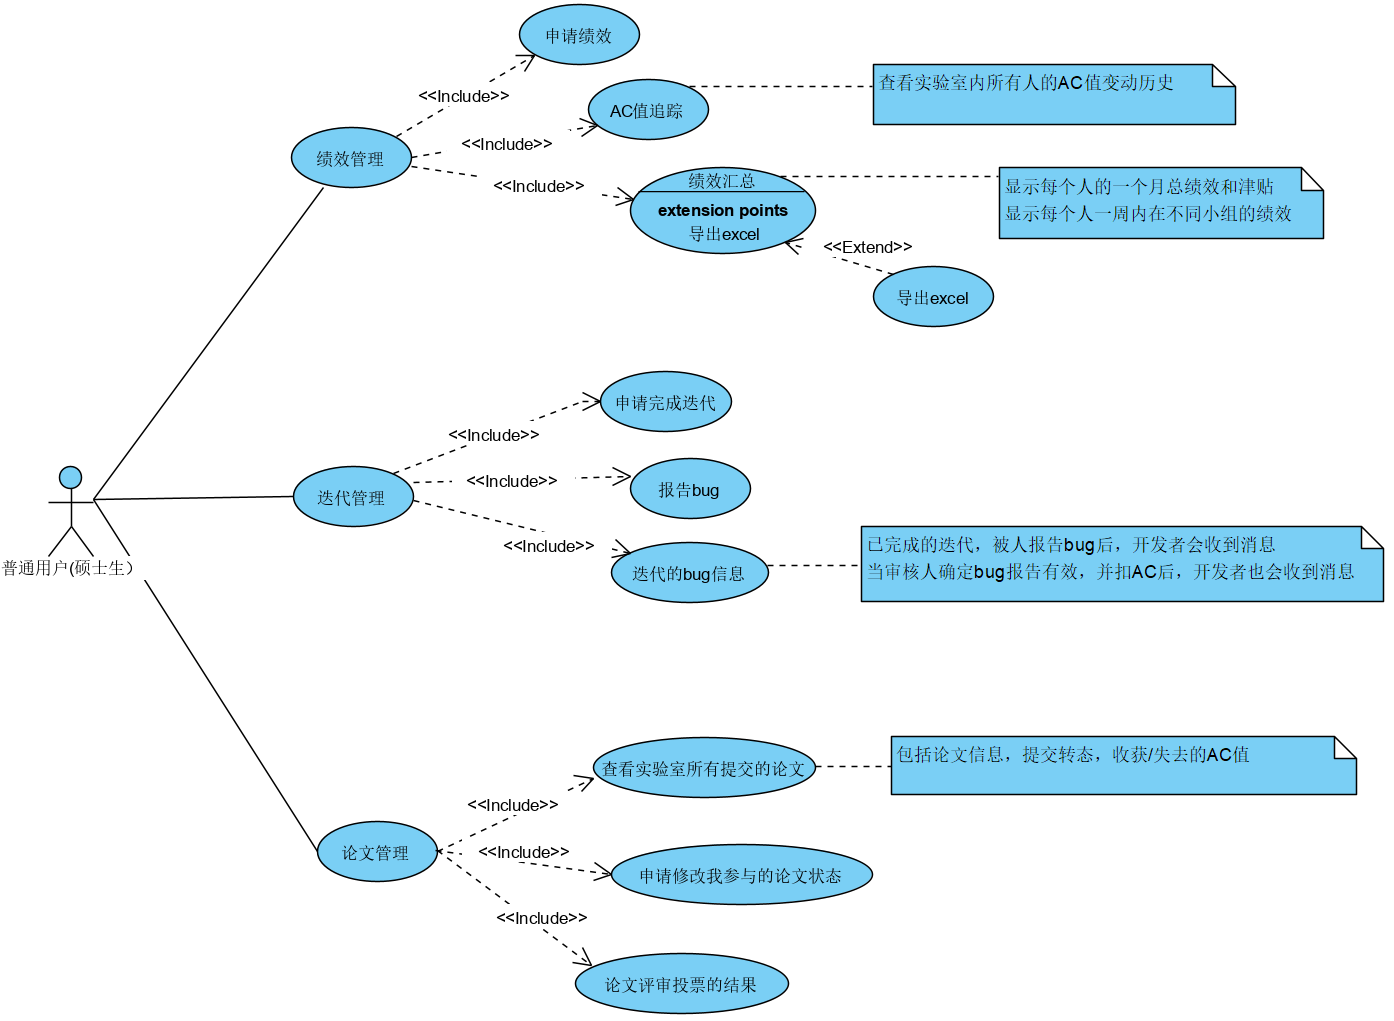 申请绩效
<<Include>>
AC值追踪
查看实验室内所有人的AC值变动历史
<<Include>>
绩效管理
<<Include>>
绩效汇总
extension points
导出excel
显示每个人的一个月总绩效和津贴
显示每个人一周内在不同小组的绩效
<<Extend>>
导出excel
申请完成迭代
<<Include>>
迭代管理
<<Include>>
报告bug
<<Include>>
迭代的bug信息
已完成的迭代，被人报告bug后，开发者会收到消息
当审核人确定bug报告有效，并扣AC后，开发者也会收到消息
普通用户(硕士生）
查看实验室所有提交的论文
包括论文信息，提交转态，收获/失去的AC值
<<Include>>
论文管理
<<Include>>
申请修改我参与的论文状态
<<Include>>
论文评审投票的结果